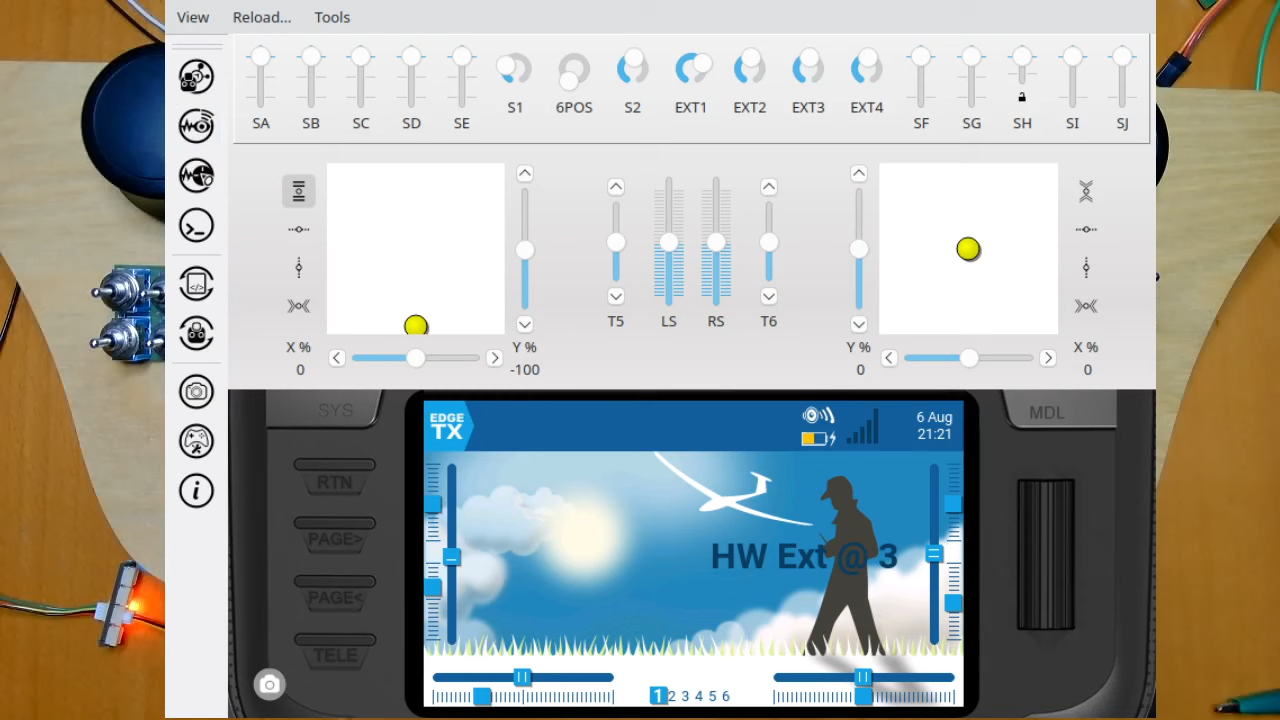 View Reload... Tools
SA SB SC SD SE S1 6POS S2 EXT1 EXT2 EXT3 EXT4 SF SG SH SI SJ
T5 LS RS T6
X % Y % Y % X %
0 -100 0 0
SYS MDL
EDGE
TX
6 Aug
21:21
RTN
PAGE>
PAGE<
TELE
HW Ext @ 3
1 2 3 4 5 6